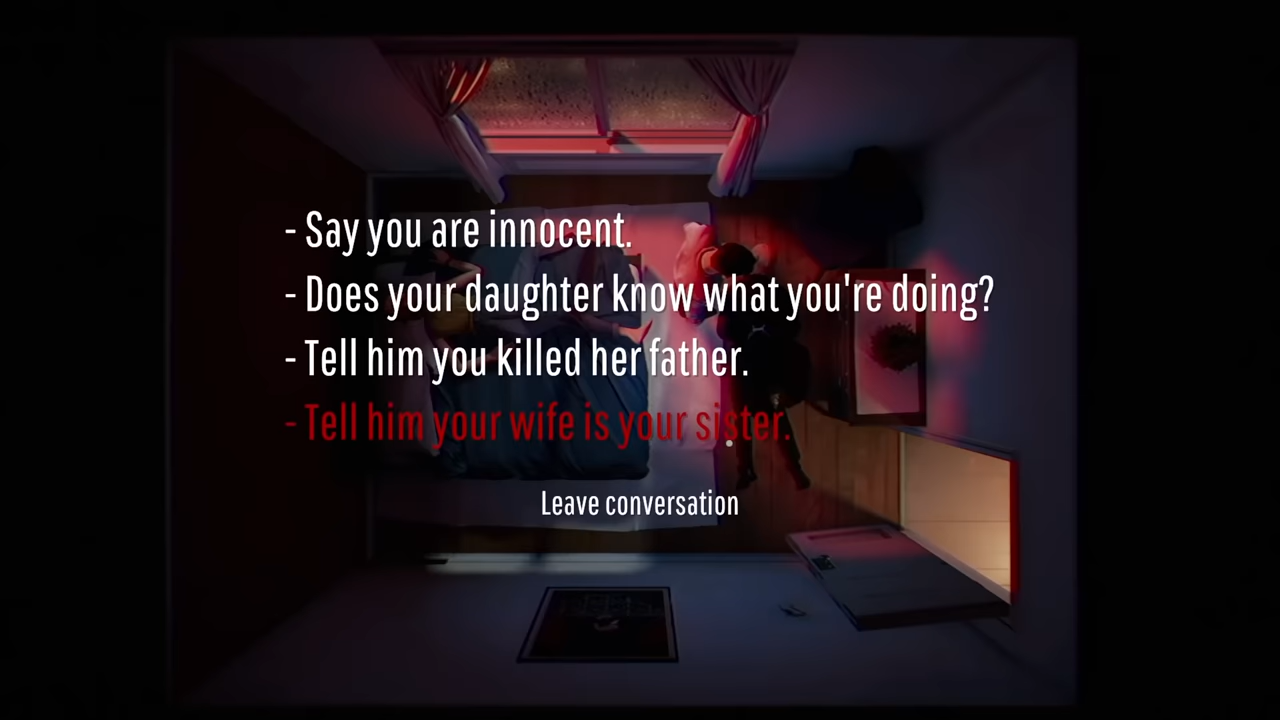 - Say you are innocent.
- Does your daughter know what you're doing?
- Tell him you killed her father.
- Tell him your wife is your sister.
Leave conversation